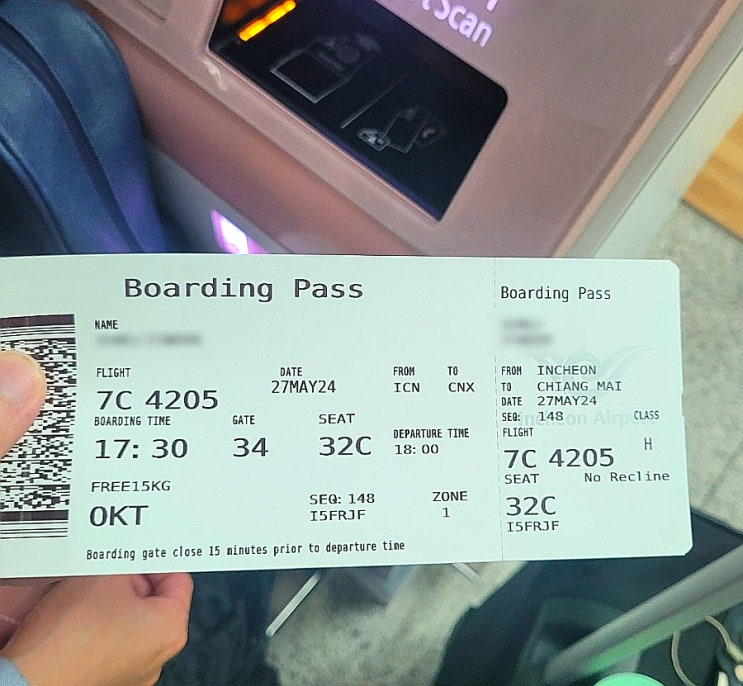 Scan
Boarding Pass
NAME
FLIGHT DATE FROM TO
7C 4205 27MAY24 ICN CNX
BOARDING TIME GATE SEAT DEPARTURE TIME
17: 30 34 32C 18: 00
FREE15KG
0KT
SEQ: 148 ZONE
I5FRJF 1
Boarding gate close 15 minutes prior to departure time
Boarding Pass
FROM INCHEON
TO CHIANG MAI
DATE 27MAY24
SEQ: 148 CLASS
Incheon Airport
FLIGHT H
7C 4205
SEAT No Recline
32C
I5FRJF